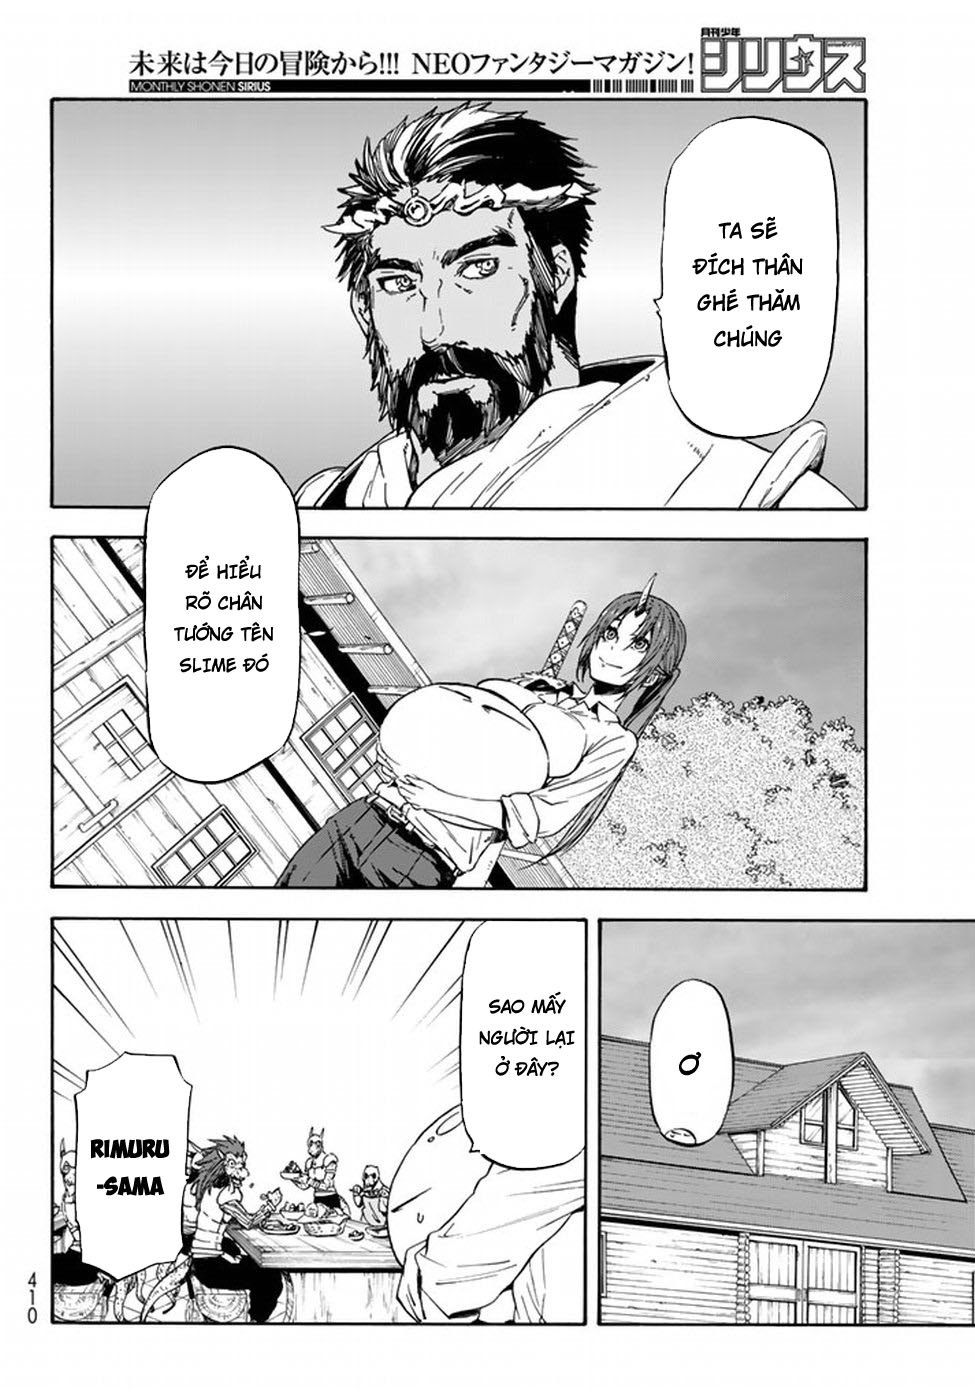 月刊少年
シリウス
未来は今日の冒険から!!! NEOファンタジーマガジン!
MONTHLY SHONEN SIRIUS
TA SẼ
ĐÍCH THÂN
GHÉ THĂM
CHÚNG
ĐỂ HIỂU
RÕ CHÂN
TƯỚNG TÊN
SLIME ĐÓ
Ơ
SAO MẤY
NGƯỜI LẠI
Ở ĐÂY?
RIMURU
-SAMA
410